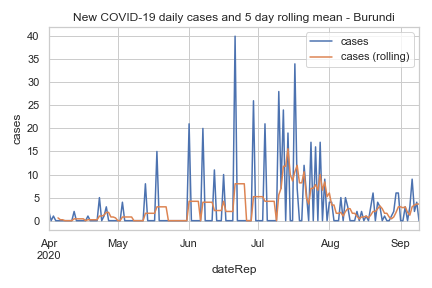 New COVID-19 daily cases and 5 day rolling mean - Burundi
cases
cases (rolling)
40
35
30
25
20
15
10
5
0
cases
Apr
2020
May
Jun
Jul
Aug
Sep
dateRep